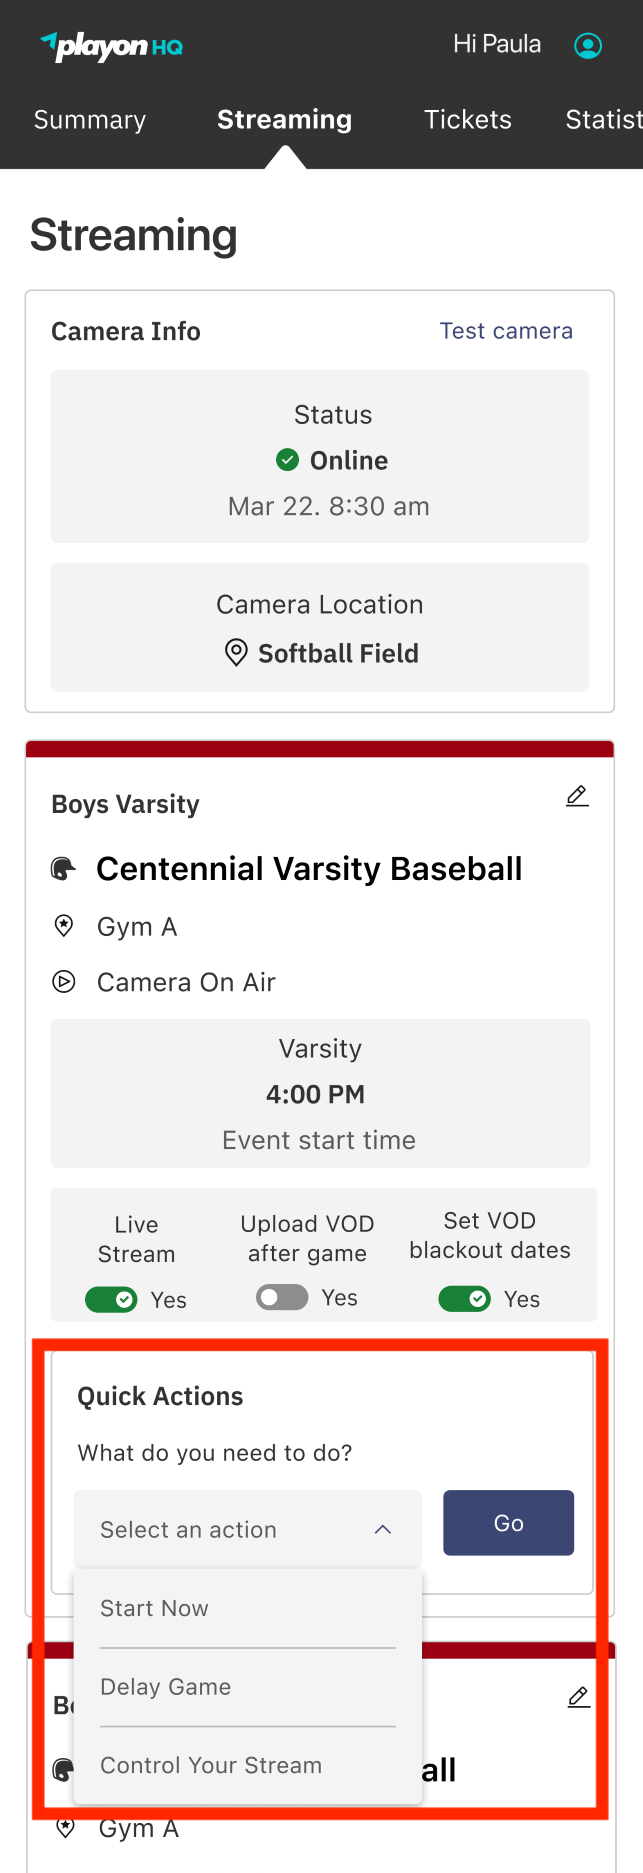 playon HQ
Hi Paula
Summary Streaming Tickets Statist
Streaming
Camera Info
Test camera
Status
Online
Mar 22. 8:30 am
Camera Location
Softball Field
Boys Varsity
Centennial Varsity Baseball
Gym A
Camera On Air
Varsity
4:00 PM
Event start time
Live Stream
Yes
Upload VOD after game
Yes
Set VOD blackout dates
Yes
Quick Actions
What do you need to do?
Select an action
Go
Start Now
Delay Game
Control Your Stream
Bo
all
Gym A